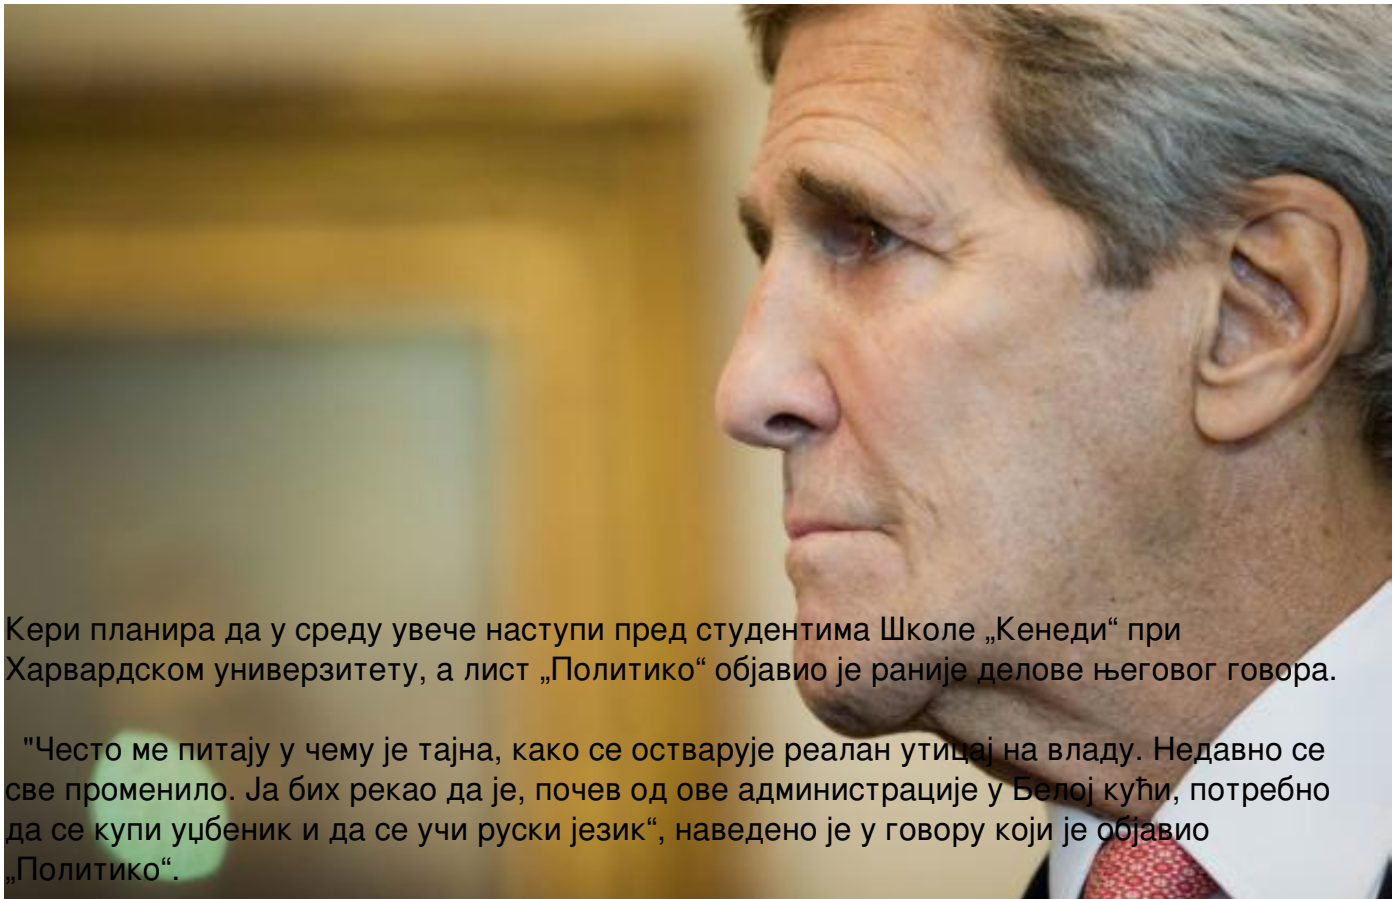 Кери планира да у среду увече наступи пред студентима Школе „Кенеди“ при
Харвардском универзитету, а лист „Политико“ објавио је раније делове његовог говора.
"Често ме питају у чему је тајна, како се остварује реалан утицај на владу. Недавно се
све променило. Ја бих рекао да је, почев од ове администрације у Белој кући, потребно
да се купи уџбеник и да се учи руски језик“, наведено је у говору који је објавио
„Политико“.